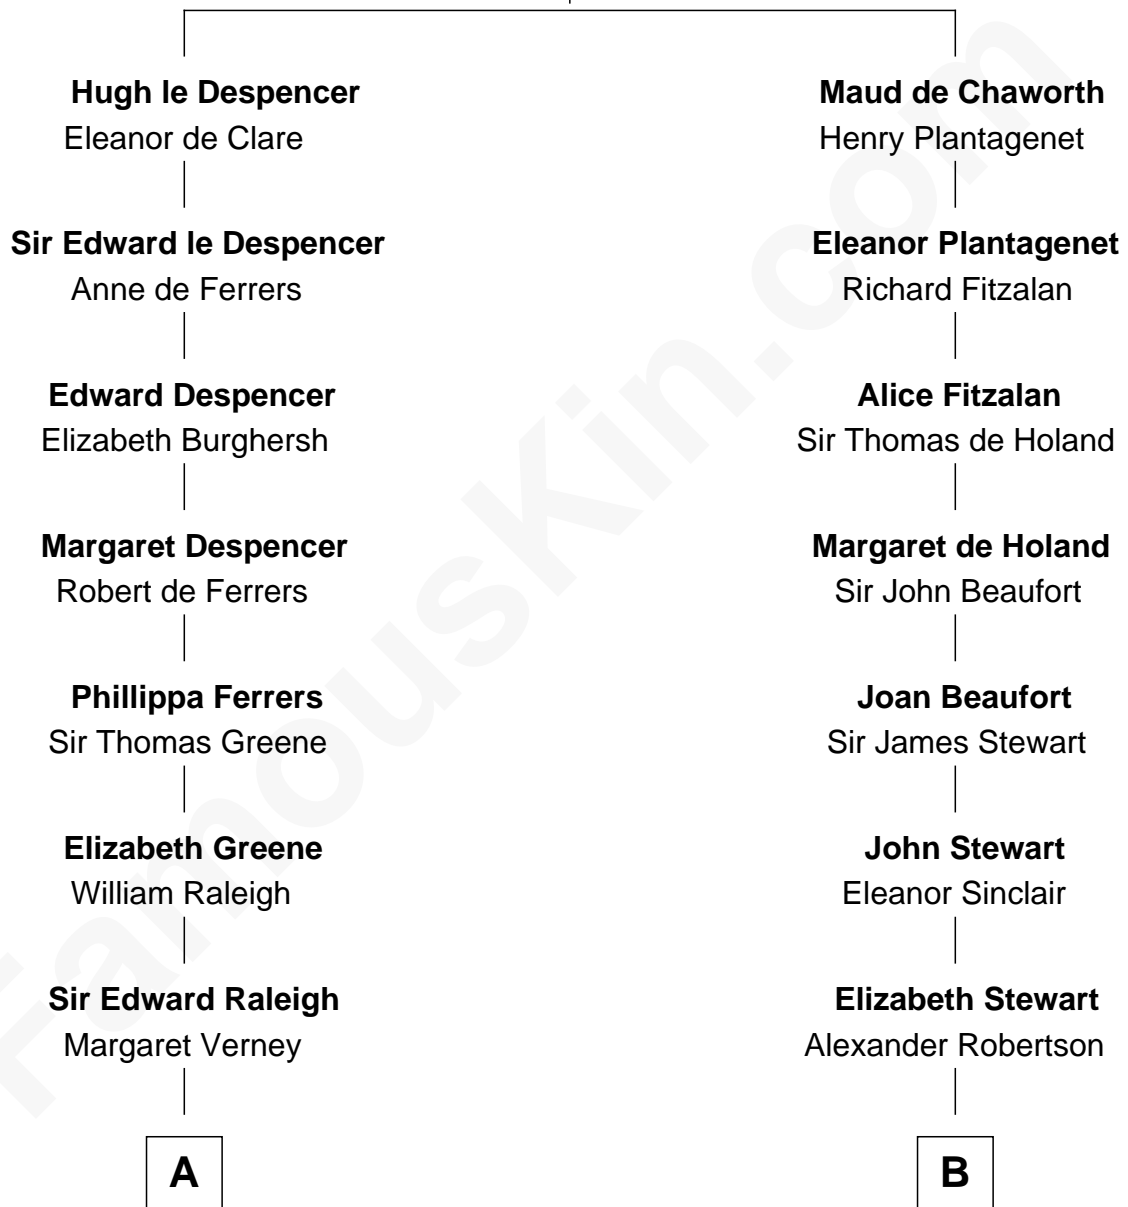 Hugh le Despencer
Eleanor de Clare
Sir Edward le Despencer
Anne de Ferrers
Edward Despencer
Elizabeth Burghersh
Margaret Despencer
Robert de Ferrers
Phillippa Ferrers
Sir Thomas Greene
Elizabeth Greene
William Raleigh
Sir Edward Raleigh
Margaret Verney
A
Maud de Chaworth
Henry Plantagenet
Eleanor Plantagenet
Richard Fitzalan
Alice Fitzalan
Sir Thomas de Holand
Margaret de Holand
Sir John Beaufort
Joan Beaufort
Sir James Stewart
John Stewart
Eleanor Sinclair
Elizabeth Stewart
Alexander Robertson
B
FamousKin.com